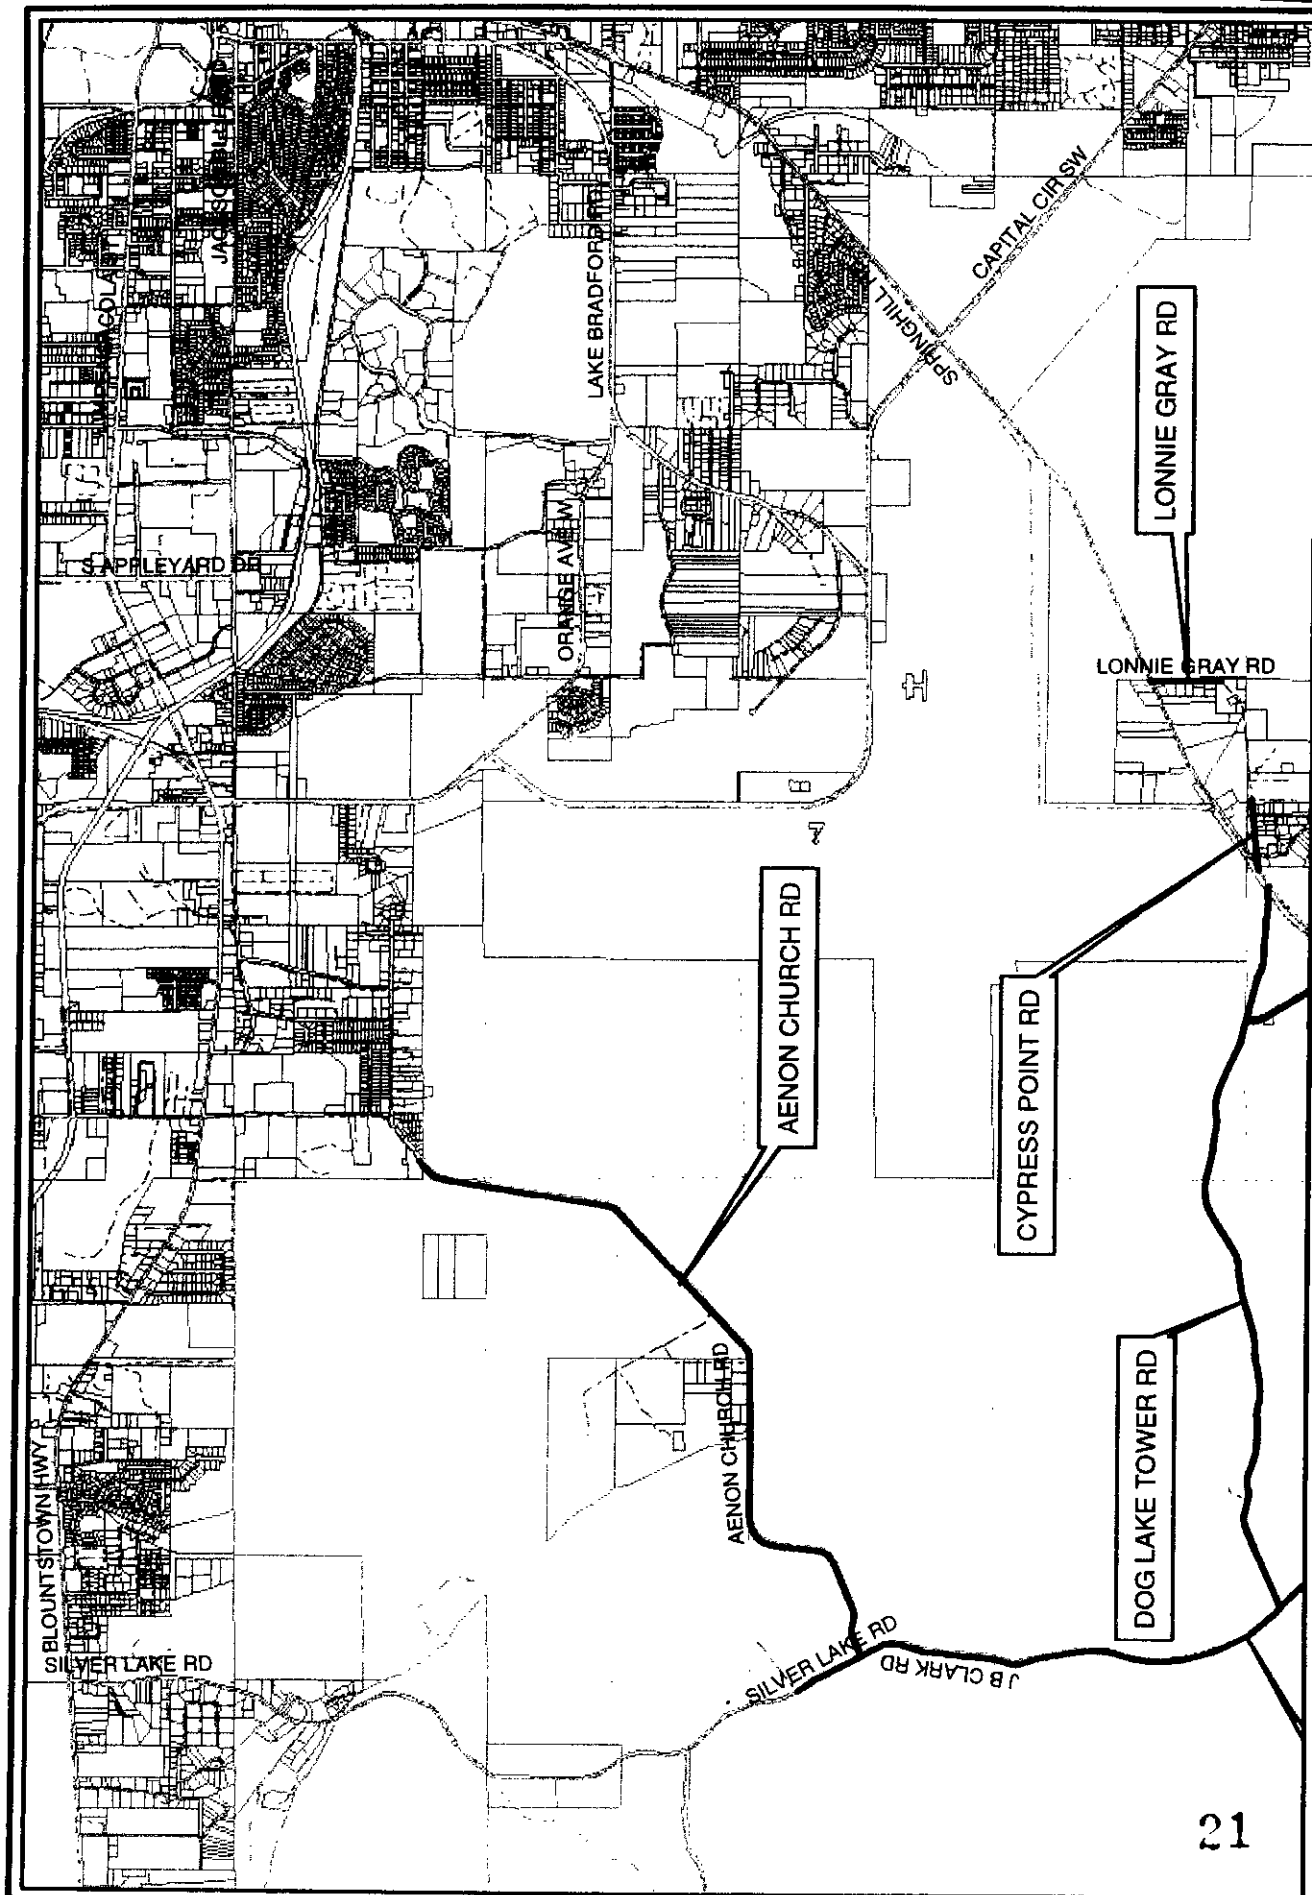 S APPLEYARD DR
LAKE BRADFORD RD
ORANGE AVE W
SPRINGHILL R
CAPITAL CIR SW
LONNIE GRAY RD
LONNIE GRAY RD
AENON CHURCH RD
CYPRESS POINT RD
DOG LAKE TOWER RD
BLOUNTSTOWN HWY
SILVER LAKE RD
AENON CHURCH RD
SILVER LAKE RD
J B CLARK RD
21